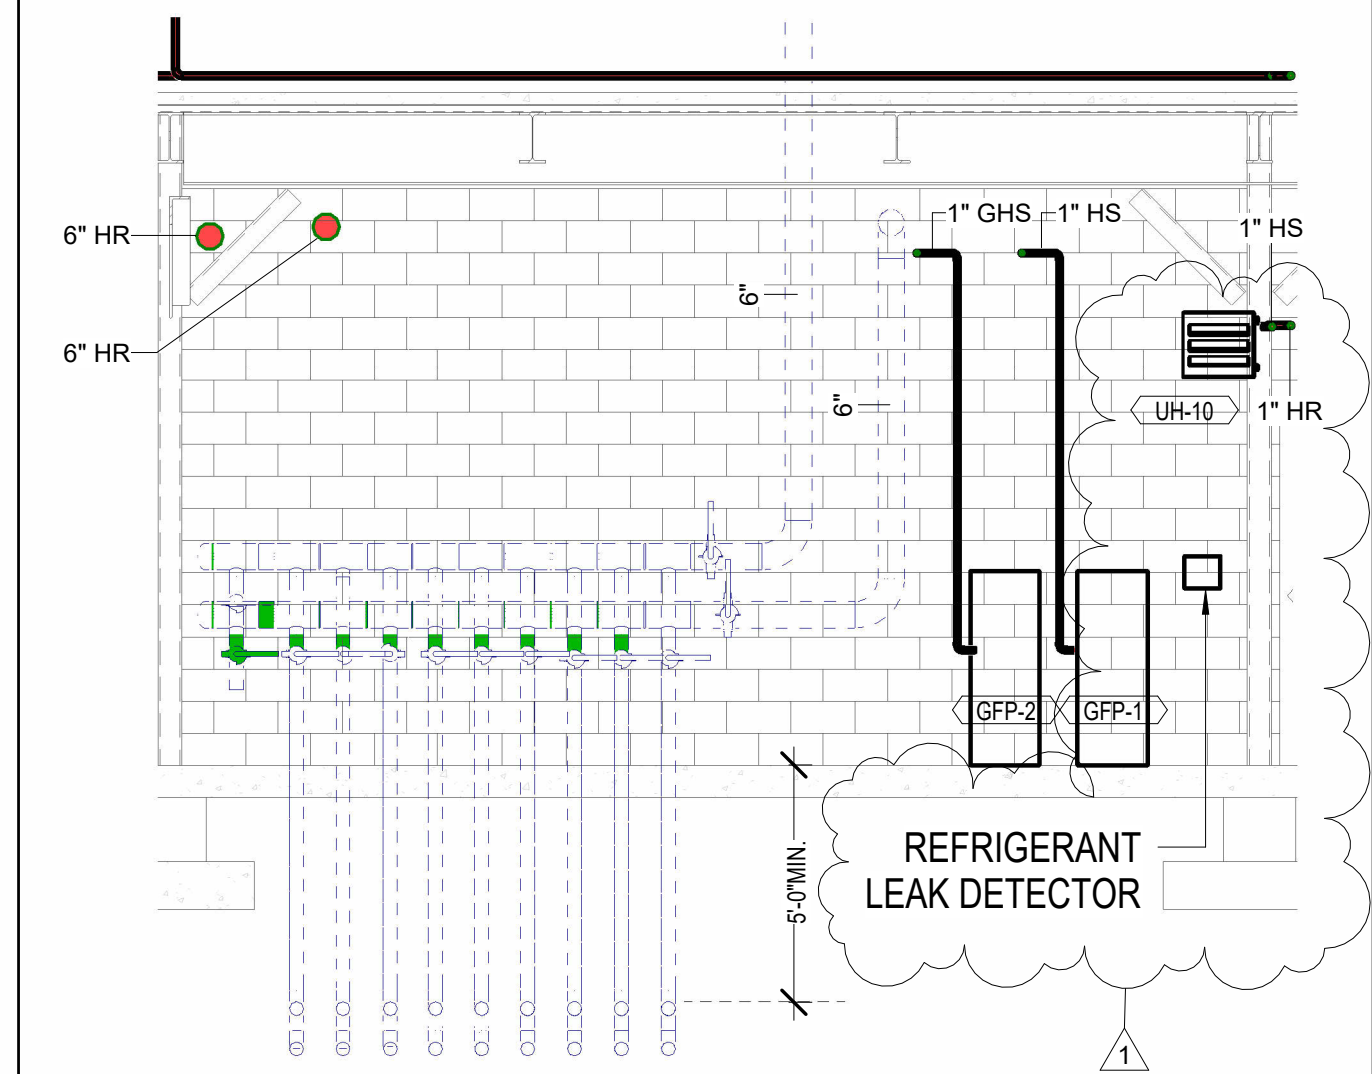 6" HR
6" HR
1" GHS
1" HS
1" HS
6"
6"
UH-10
1" HR
GFP-2
GFP-1
5'-0"MIN.
REFRIGERANT
LEAK DETECTOR
1